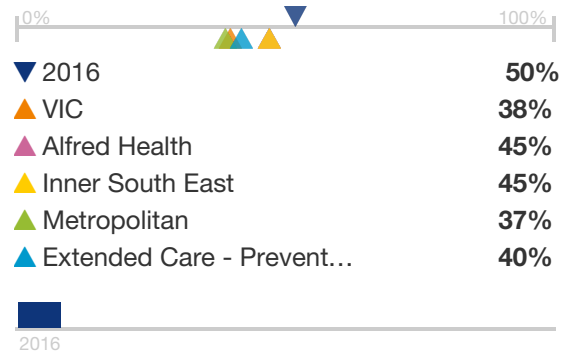 0% 100%
2016 50%
VIC 38%
Alfred Health 45%
Inner South East 45%
Metropolitan 37%
Extended Care - Prevent... 40%
2016